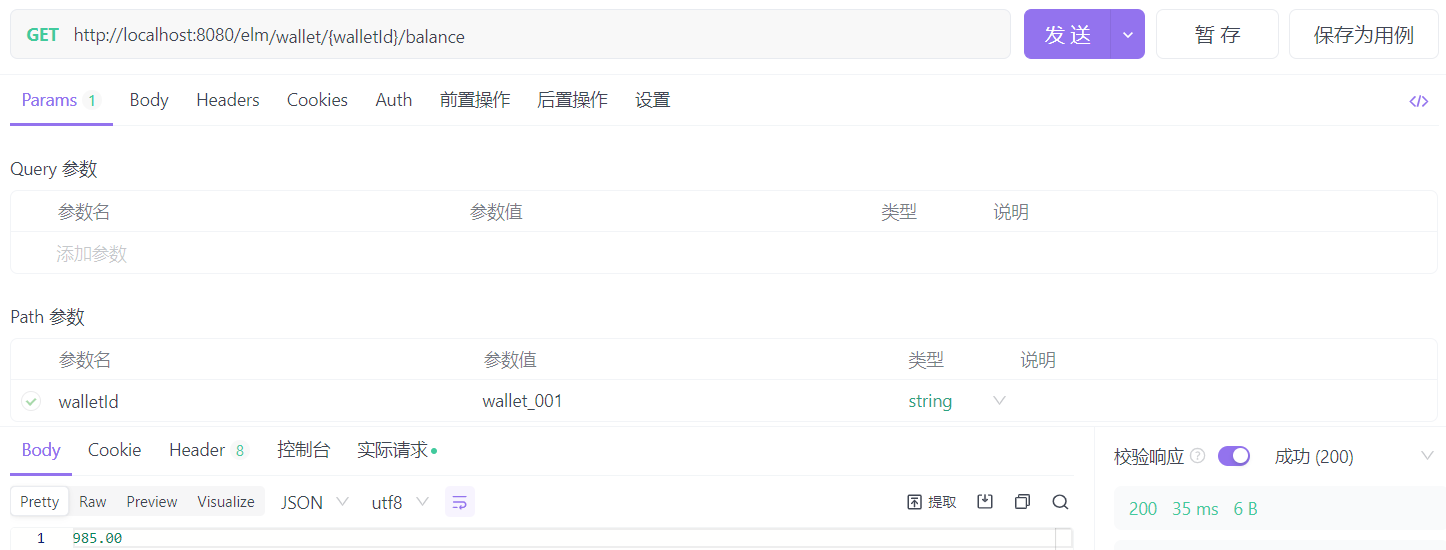 GET http://localhost:8080/elm/wallet/{walletId}/balance 发送 暂存 保存为用例
Params 1 Body Headers Cookies Auth 前置操作 后置操作 设置 </>
Query 参数
参数名 参数值 类型 说明
添加参数
Path 参数
参数名 参数值 类型 说明
walletId wallet_001 string
Body Cookie Header 8 控制台 实际请求
校验响应 ? 成功 (200)
Pretty Raw Preview Visualize JSON utf8 提取
200 35 ms 6 B
1 985.00